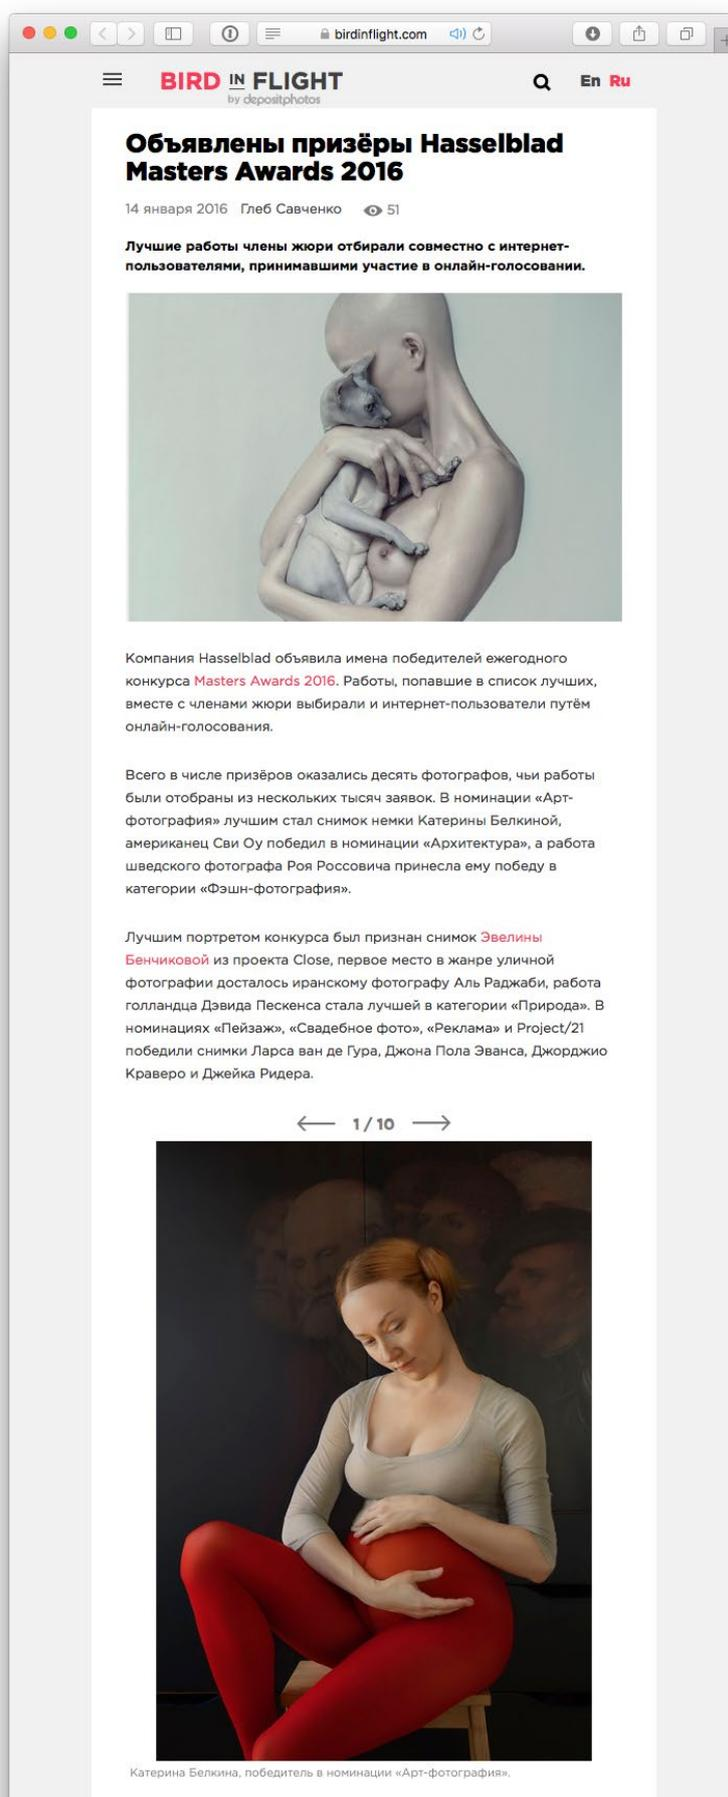 birdinflight.com
BIRD IN FLIGHT
by depositphotos
En Ru
Объявлены призёры Hasselblad
Masters Awards 2016
14 января 2016 Глеб Савченко 51
Лучшие работы члены жюри отбирали совместно с интернет-
пользователями, принимавшими участие в онлайн-голосовании.
Компания Hasselblad объявила имена победителей ежегодного
конкурса Masters Awards 2016. Работы, попавшие в список лучших,
вместе с членами жюри выбирали и интернет-пользователи путём
онлайн-голосования.
Всего в числе призёров оказались десять фотографов, чьи работы
были отобраны из нескольких тысяч заявок. В номинации «Арт-
фотография» лучшим стал снимок немки Катерины Белкиной,
американец Сви Оу победил в номинации «Архитектура», а работа
шведского фотографа Роя Россовича принесла ему победу в
категории «Фэшн-фотография».
Лучшим портретом конкурса был признан снимок Эвелины
Бенчиковой из проекта Close, первое место в жанре уличной
фотографии досталось иранскому фотографу Аль Раджаби, работа
голландца Дэвида Пескенса стала лучшей в категории «Природа». В
номинациях «Пейзаж», «Свадебное фото», «Реклама» и Project/21
победили снимки Ларса ван де Гура, Джона Пола Эванса, Джорджио
Краверо и Джейка Ридера.
1 / 10
Катерина Белкина, победитель в номинации «Арт-фотография».